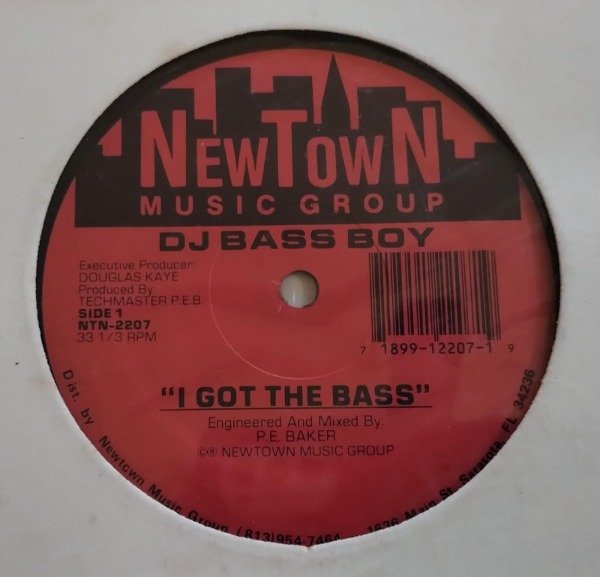 NEWTOWN
MUSIC GROUP
DJ BASS BOY
Executive Producer:
DOUGLAS KAYE
Produced By:
TECHMASTER P.E.B.
SIDE 1
NTN-2207
33 1/3 RPM
7 1899-12207-1 9
"I GOT THE BASS"
Engineered And Mixed By:
P.E. BAKER
©℗ NEWTOWN MUSIC GROUP
Dist. by Newtown Music Group (813)954-7464 1636 Main St. Sarasota, FL 34236